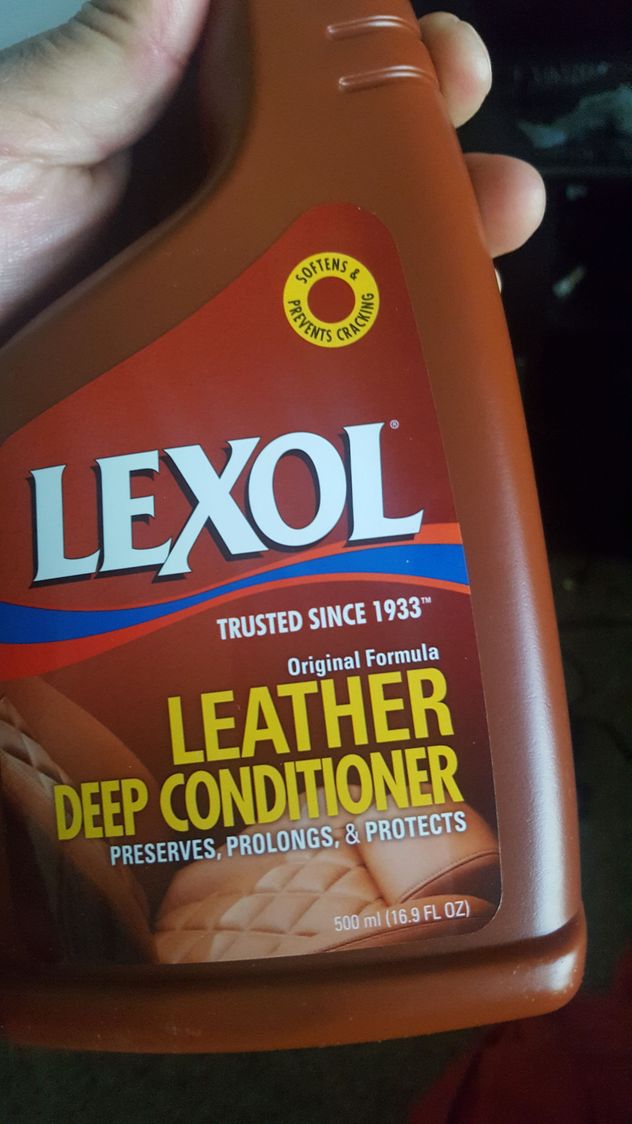 SOFTENS &
PREVENTS CRACKING
LEXOL®
TRUSTED SINCE 1933™
Original Formula
LEATHER
DEEP CONDITIONER
PRESERVES, PROLONGS, & PROTECTS
500 ml (16.9 FL OZ)